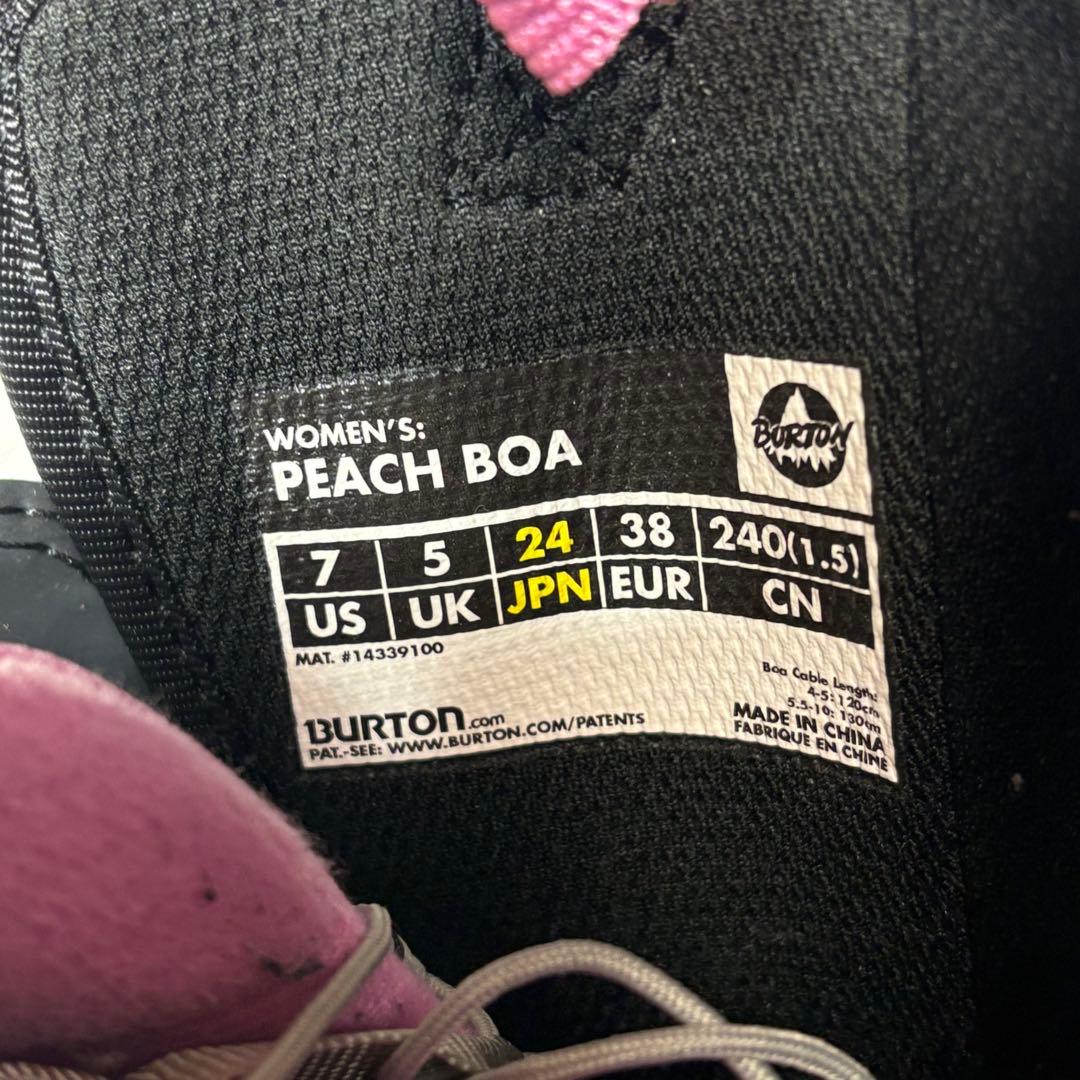 WOMEN'S:
PEACH BOA
BURTON
7 5 24 38 240(1.5)
US UK JPN EUR CN
MAT. #14339100
Boa Cable Length:
4-5: 120cm
5.5-10: 130cm
BURTON.com
MADE IN CHINA
PAT.-SEE: WWW.BURTON.COM/PATENTS
FABRIQUE EN CHINE